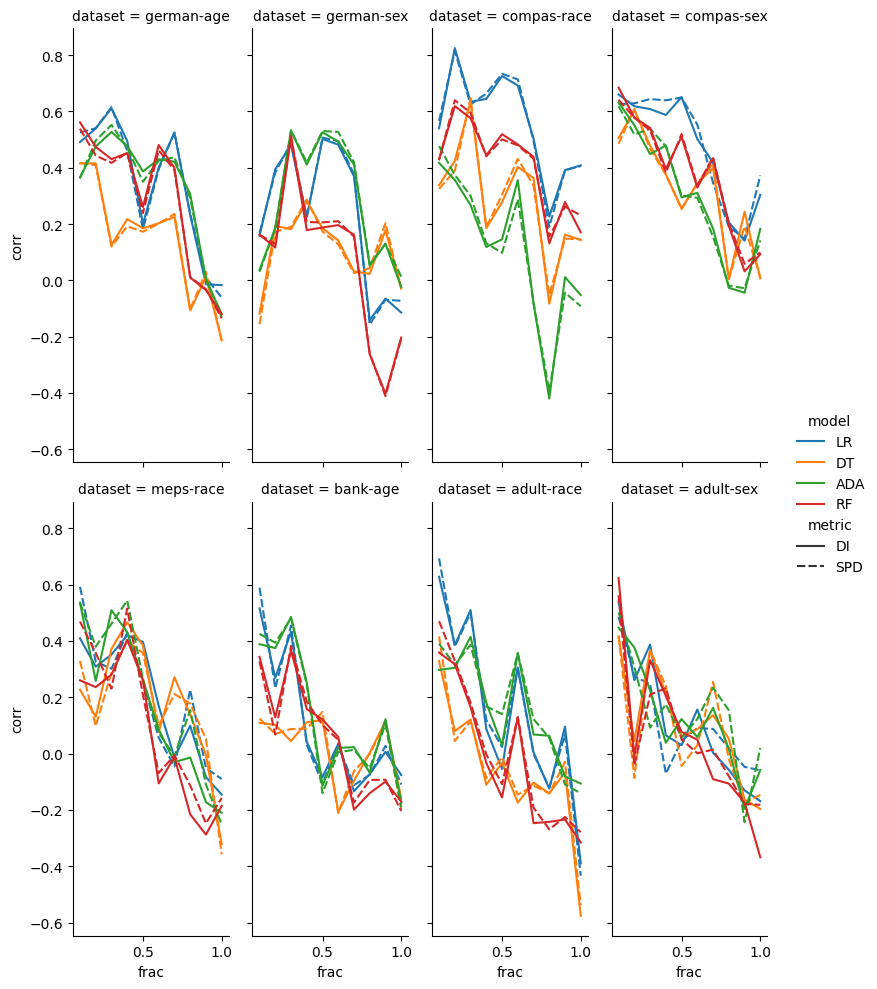 dataset = german-age
dataset = german-sex
dataset = compas-race
dataset = compas-sex
0.8
0.6
0.4
0.2
0.0
−0.2
−0.4
−0.6
corr
model
LR
DT
ADA
RF
metric
DI
SPD
dataset = meps-race
dataset = bank-age
dataset = adult-race
dataset = adult-sex
0.8
0.6
0.4
0.2
0.0
−0.2
−0.4
−0.6
corr
0.5 1.0
0.5 1.0
0.5 1.0
0.5 1.0
frac
frac
frac
frac